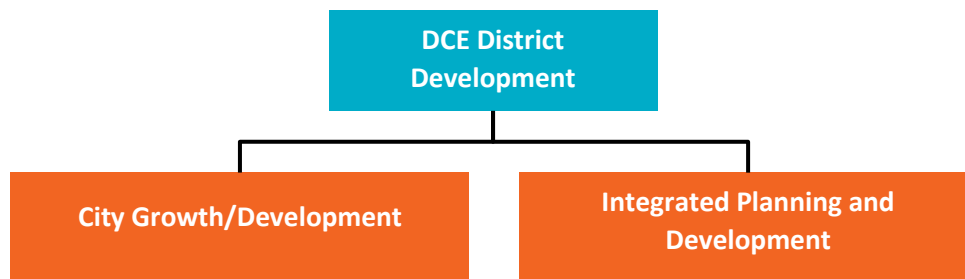 DCE District
Development
City Growth/Development
Integrated Planning and
Development